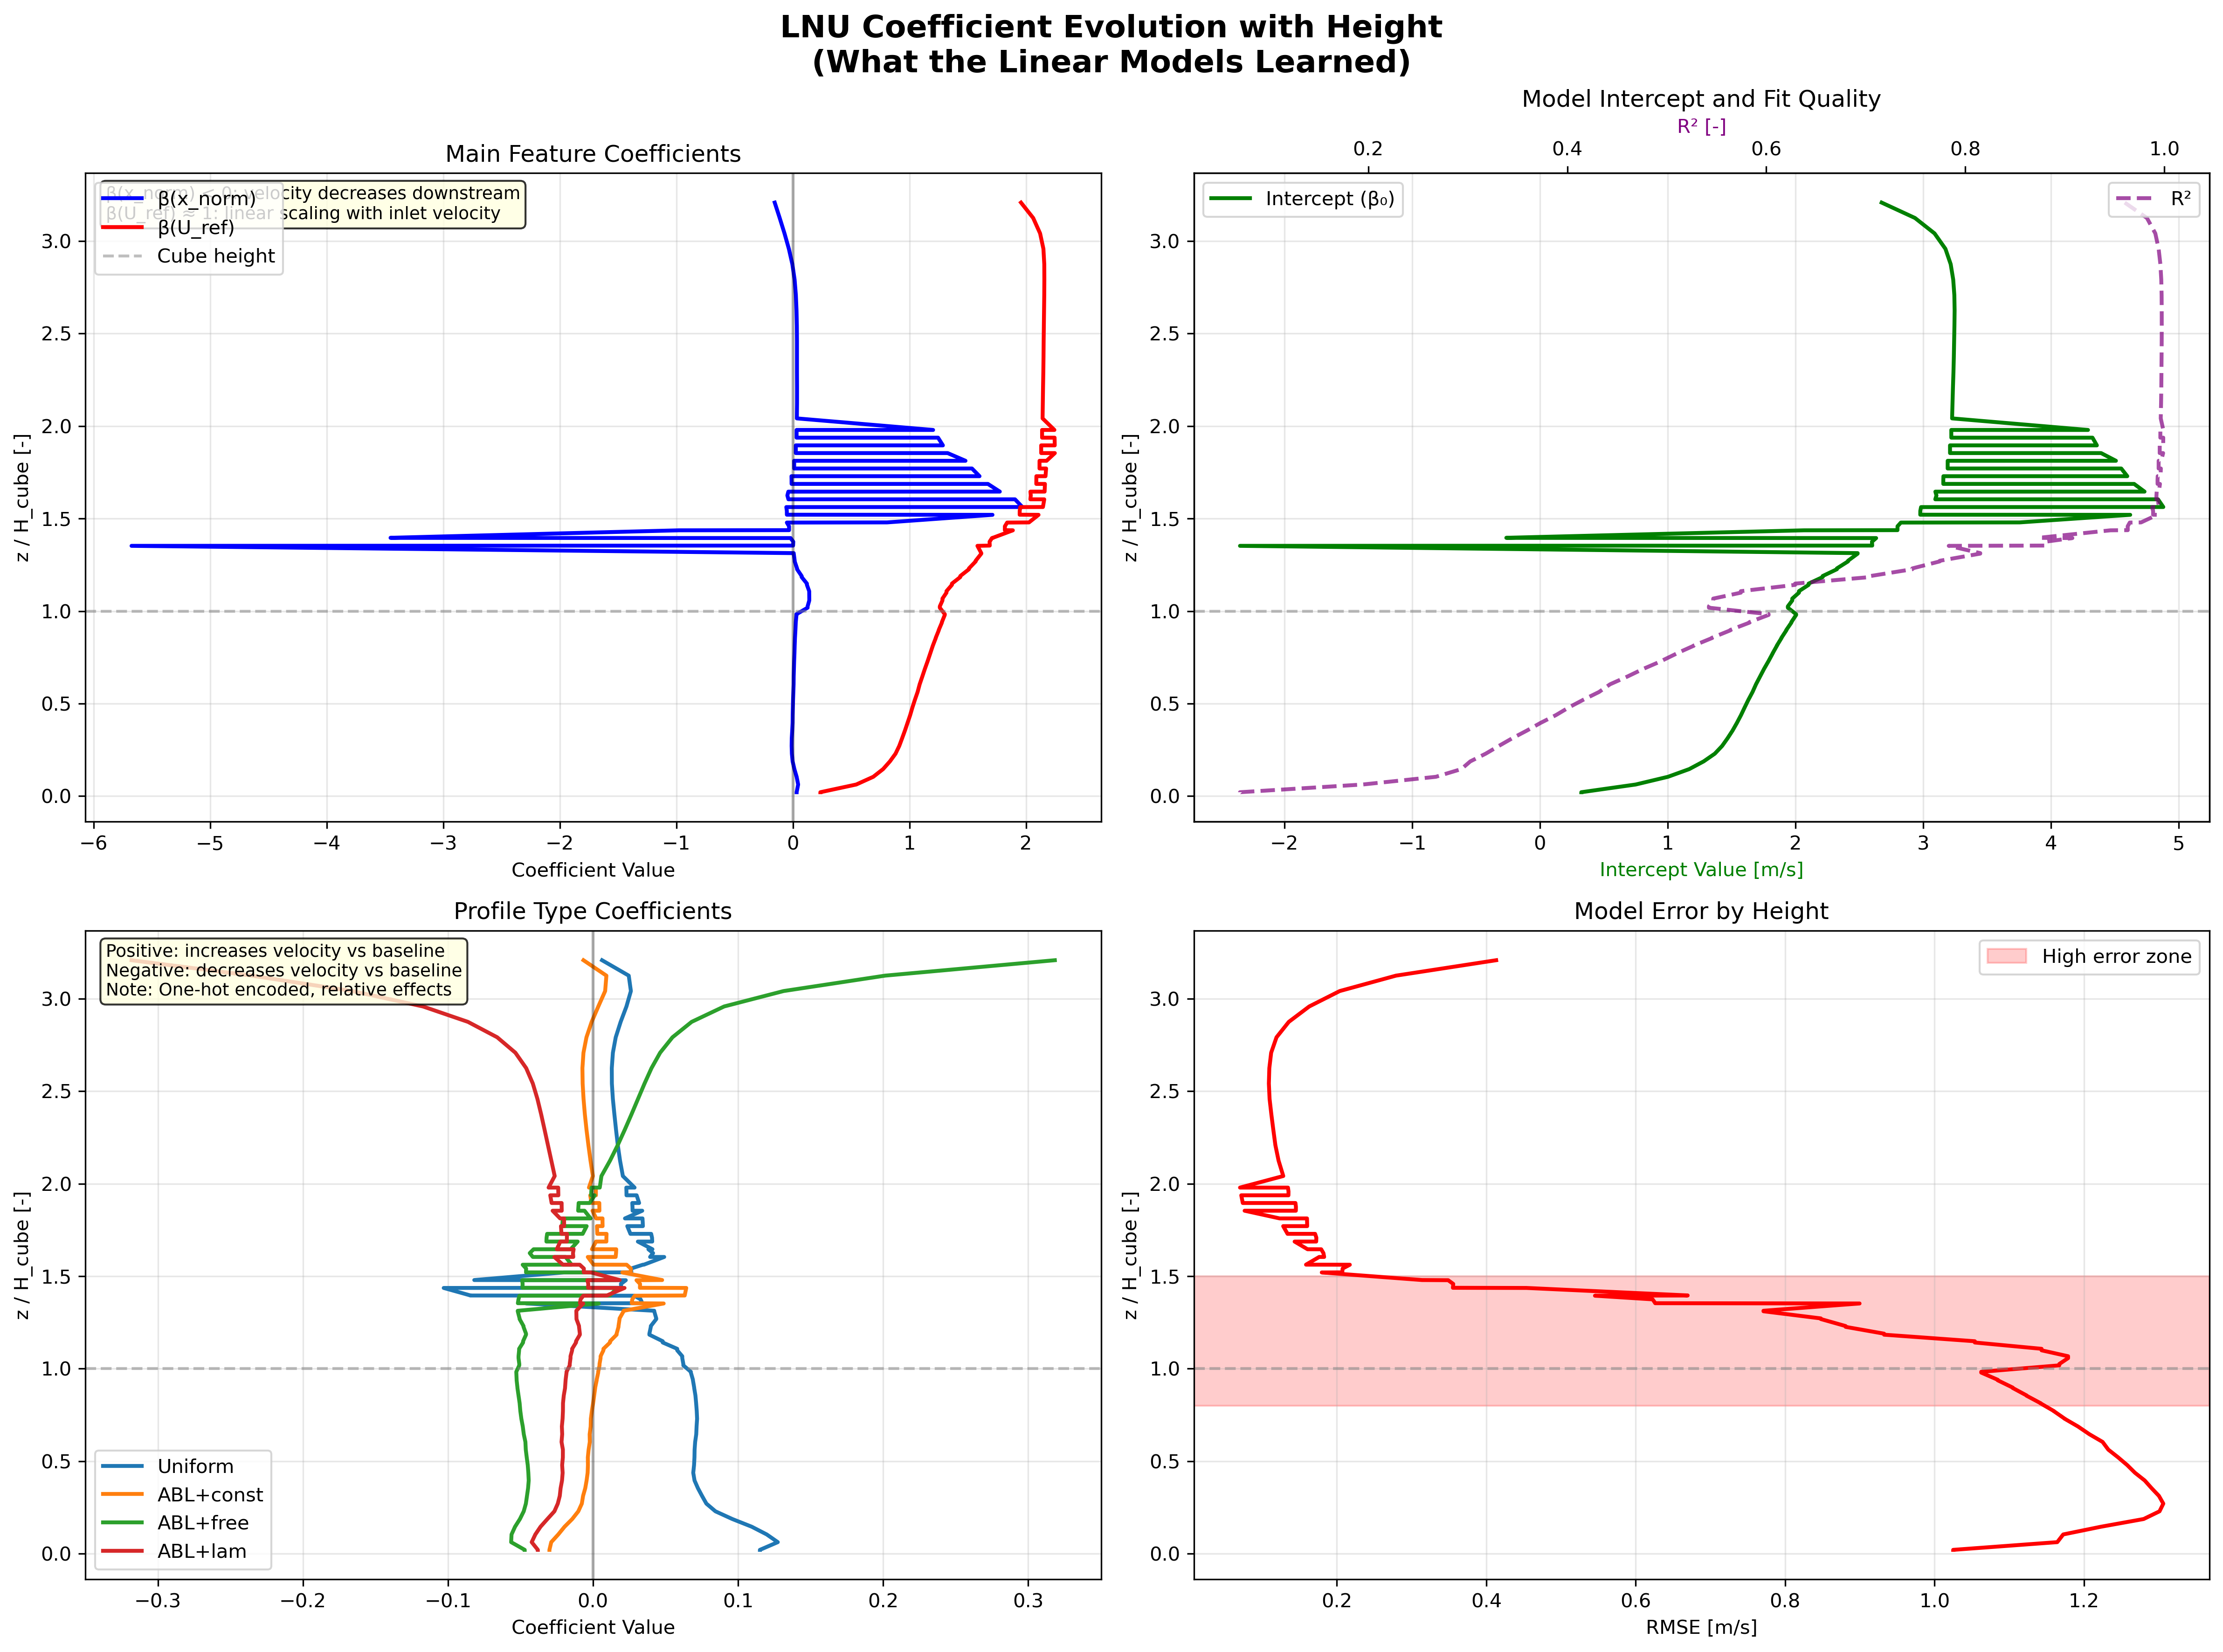 LNU Coefficient Evolution with Height
(What the Linear Models Learned)
Main Feature Coefficients
β(x_norm) < 0: velocity decreases downstream
β(U_ref) ≈ 1: linear scaling with inlet velocity
β(x_norm)
β(U_ref)
Cube height
z / H_cube [-]
3.0
2.5
2.0
1.5
1.0
0.5
0.0
−6 −5 −4 −3 −2 −1 0 1 2
Coefficient Value
Model Intercept and Fit Quality
R² [-]
0.2 0.4 0.6 0.8 1.0
Intercept (β₀)
R²
z / H_cube [-]
3.0
2.5
2.0
1.5
1.0
0.5
0.0
−2 −1 0 1 2 3 4 5
Intercept Value [m/s]
Profile Type Coefficients
Positive: increases velocity vs baseline
Negative: decreases velocity vs baseline
Note: One-hot encoded, relative effects
z / H_cube [-]
3.0
2.5
2.0
1.5
1.0
0.5
0.0
Uniform
ABL+const
ABL+free
ABL+lam
−0.3 −0.2 −0.1 0.0 0.1 0.2 0.3
Coefficient Value
Model Error by Height
High error zone
z / H_cube [-]
3.0
2.5
2.0
1.5
1.0
0.5
0.0
0.2 0.4 0.6 0.8 1.0 1.2
RMSE [m/s]